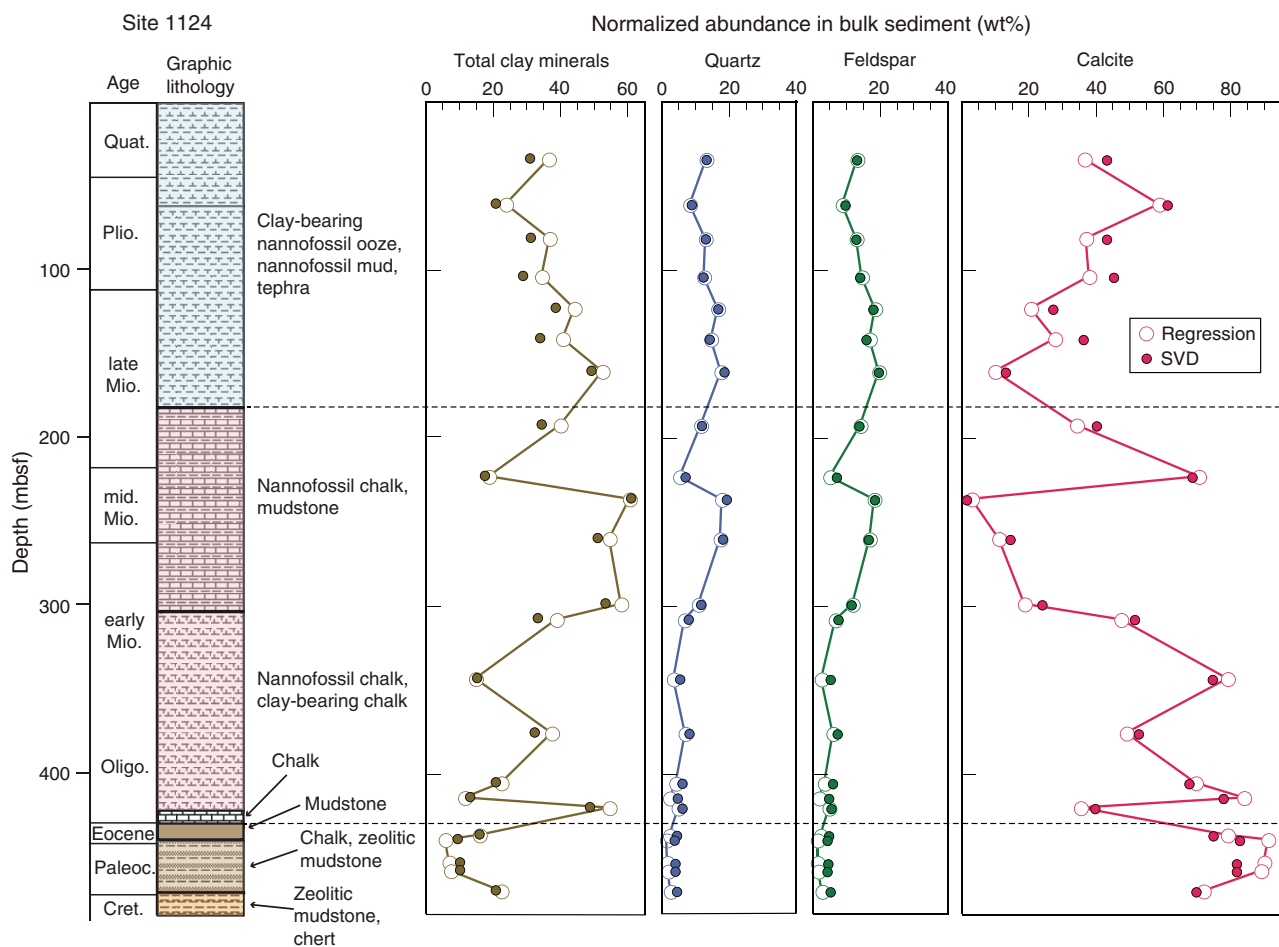 Site 1124
Normalized abundance in bulk sediment (wt%)
Age
Graphic
lithology
Total clay minerals
Quartz
Feldspar
Calcite
0 20 40 60
0 20 40
0 20 40
20 40 60 80
Depth (mbsf)
100
200
300
400
Quat.
Plio.
late
Mio.
mid.
Mio.
early
Mio.
Oligo.
Eocene
Paleoc.
Cret.
Clay-bearing
nannofossil ooze,
nannofossil mud,
tephra
Nannofossil chalk,
mudstone
Nannofossil chalk,
clay-bearing chalk
Chalk
Mudstone
Chalk, zeolitic
mudstone
Zeolitic
mudstone,
chert
Regression
SVD